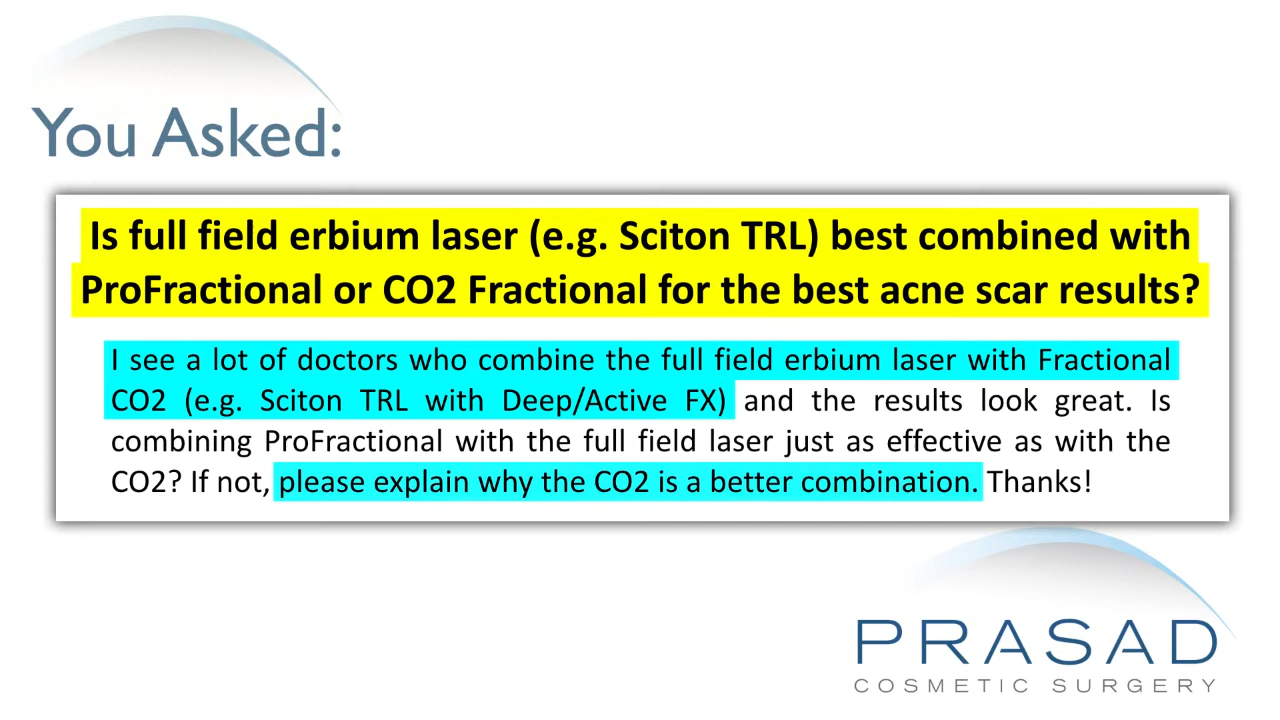 You Asked:
Is full field erbium laser (e.g. Sciton TRL) best combined with
ProFractional or CO2 Fractional for the best acne scar results?
I see a lot of doctors who combine the full field erbium laser with Fractional
CO2 (e.g. Sciton TRL with Deep/Active FX) and the results look great. Is
combining ProFractional with the full field laser just as effective as with the
CO2? If not, please explain why the CO2 is a better combination. Thanks!
PRASAD
COSMETIC SURGERY